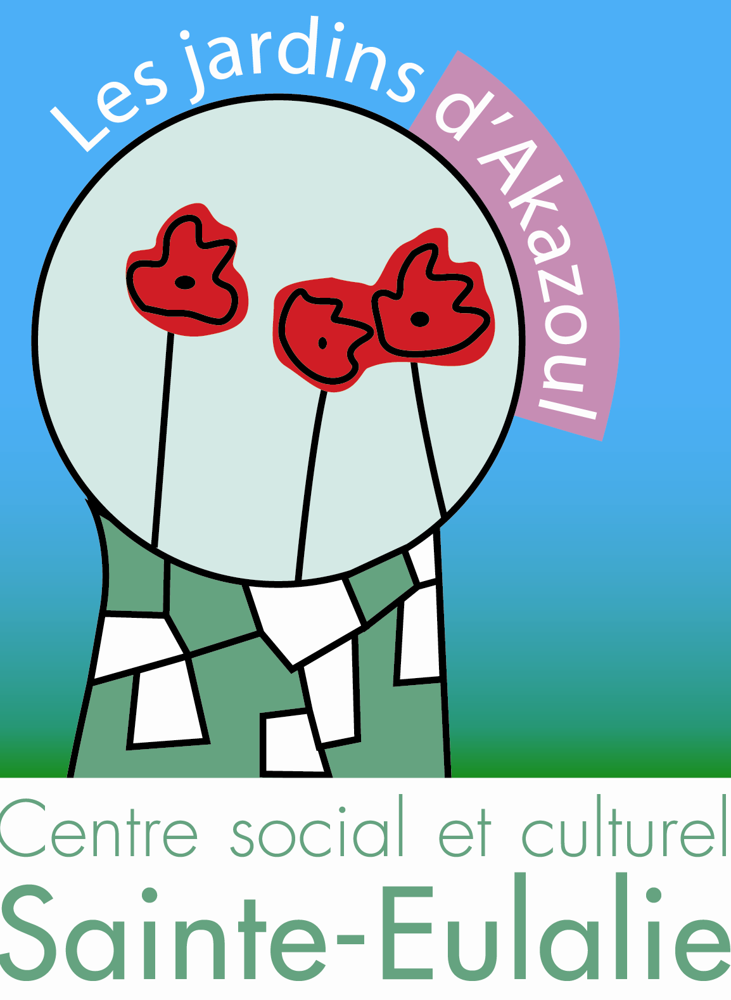 Les jardins d'Akazoul
Centre social et culturel
Sainte-Eulalie